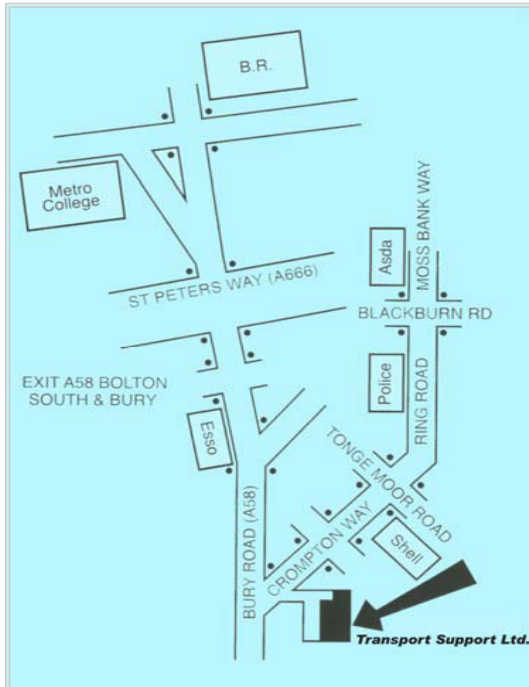 B.R.
Metro
College
Asda
MOSS BANK WAY
ST PETERS WAY (A666)
BLACKBURN RD
EXIT A58 BOLTON
SOUTH & BURY
Police
RING ROAD
Esso
TONGE MOOR ROAD
BURY ROAD (A58)
CROMPTON WAY
Shell
Transport Support Ltd.